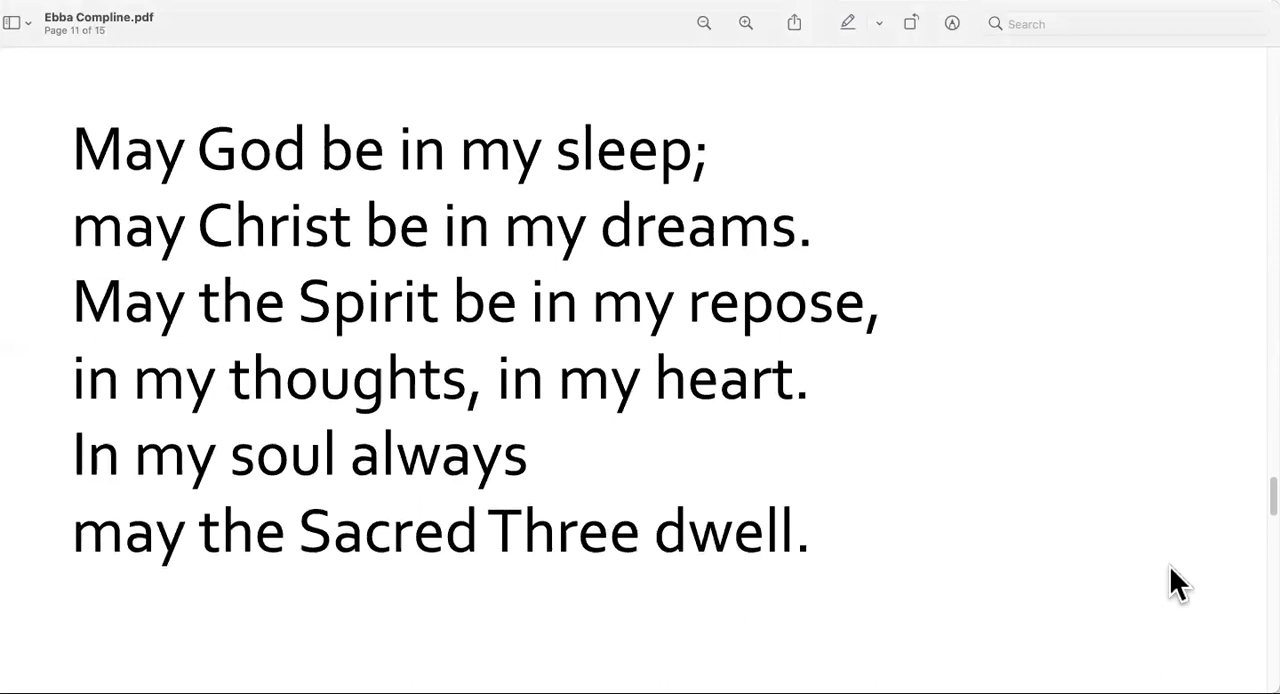 Ebba Compline.pdf
Page 11 of 15
Search
May God be in my sleep;
may Christ be in my dreams.
May the Spirit be in my repose,
in my thoughts, in my heart.
In my soul always
may the Sacred Three dwell.